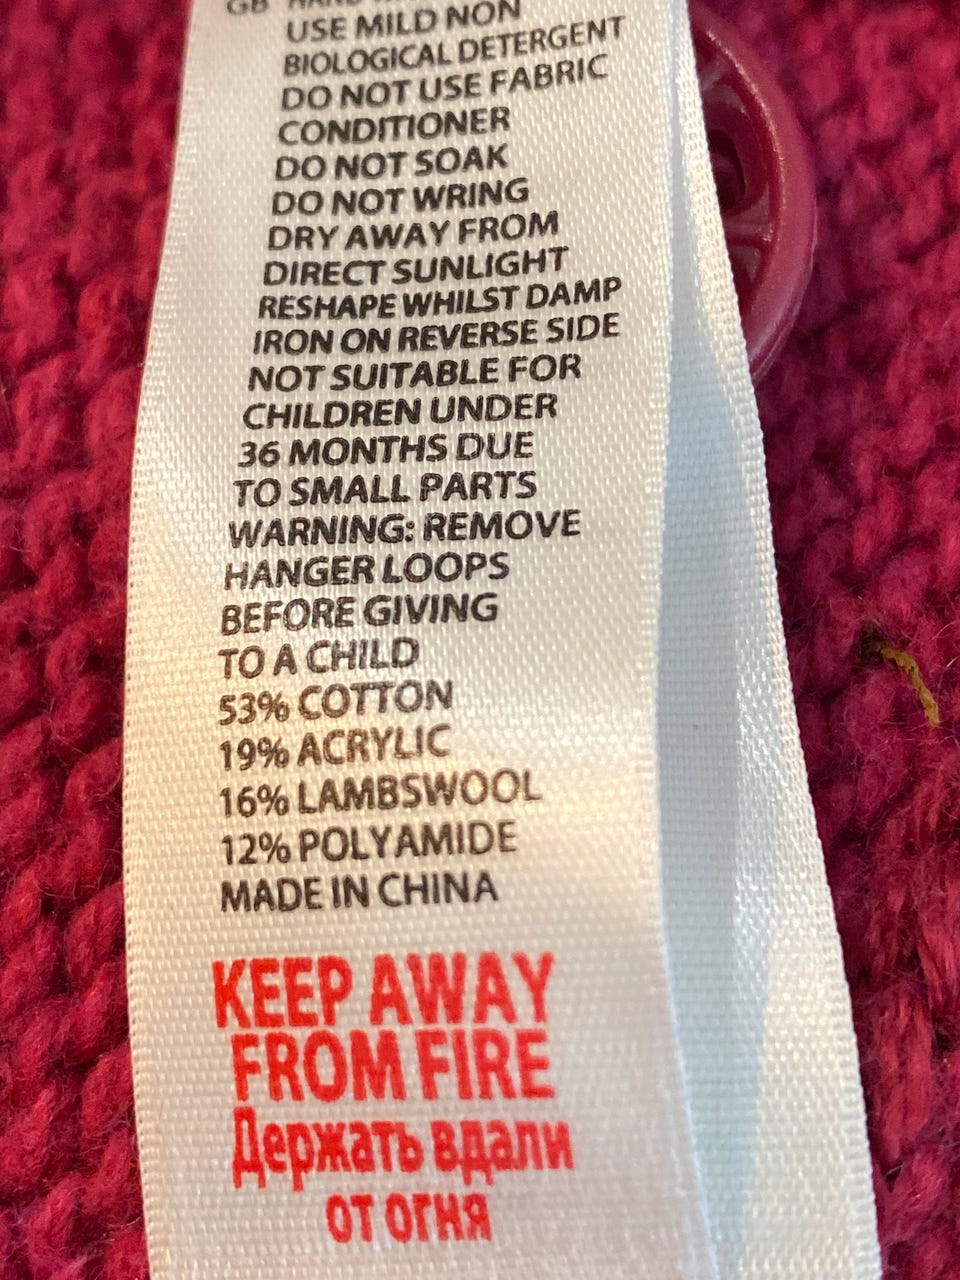 GB HAND
USE MILD NON
BIOLOGICAL DETERGENT
DO NOT USE FABRIC
CONDITIONER
DO NOT SOAK
DO NOT WRING
DRY AWAY FROM
DIRECT SUNLIGHT
RESHAPE WHILST DAMP
IRON ON REVERSE SIDE
NOT SUITABLE FOR
CHILDREN UNDER
36 MONTHS DUE
TO SMALL PARTS
WARNING: REMOVE
HANGER LOOPS
BEFORE GIVING
TO A CHILD
53% COTTON
19% ACRYLIC
16% LAMBSWOOL
12% POLYAMIDE
MADE IN CHINA
KEEP AWAY
FROM FIRE
Держать вдали
от огня